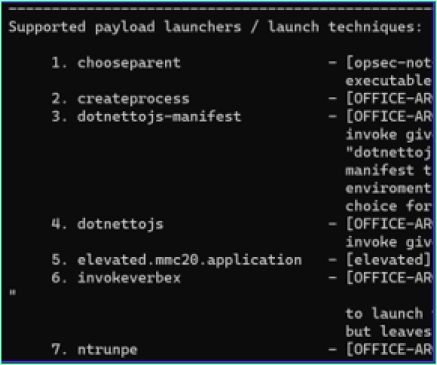 Supported payload launchers / launch techniques:
1. chooseparent - [opsec-not
executable
2. createprocess - [OFFICE-AR
3. dotnettojs-manifest - [OFFICE-AR
invoke giv
"dotnettoj
manifest t
enviroment
choice for
4. dotnettojs - [OFFICE-AR
invoke giv
5. elevated.mmc20.application - [elevated]
6. invokeverbex - [OFFICE-AR
"
to launch
but leaves
7. ntrunpe - [OFFICE-AR